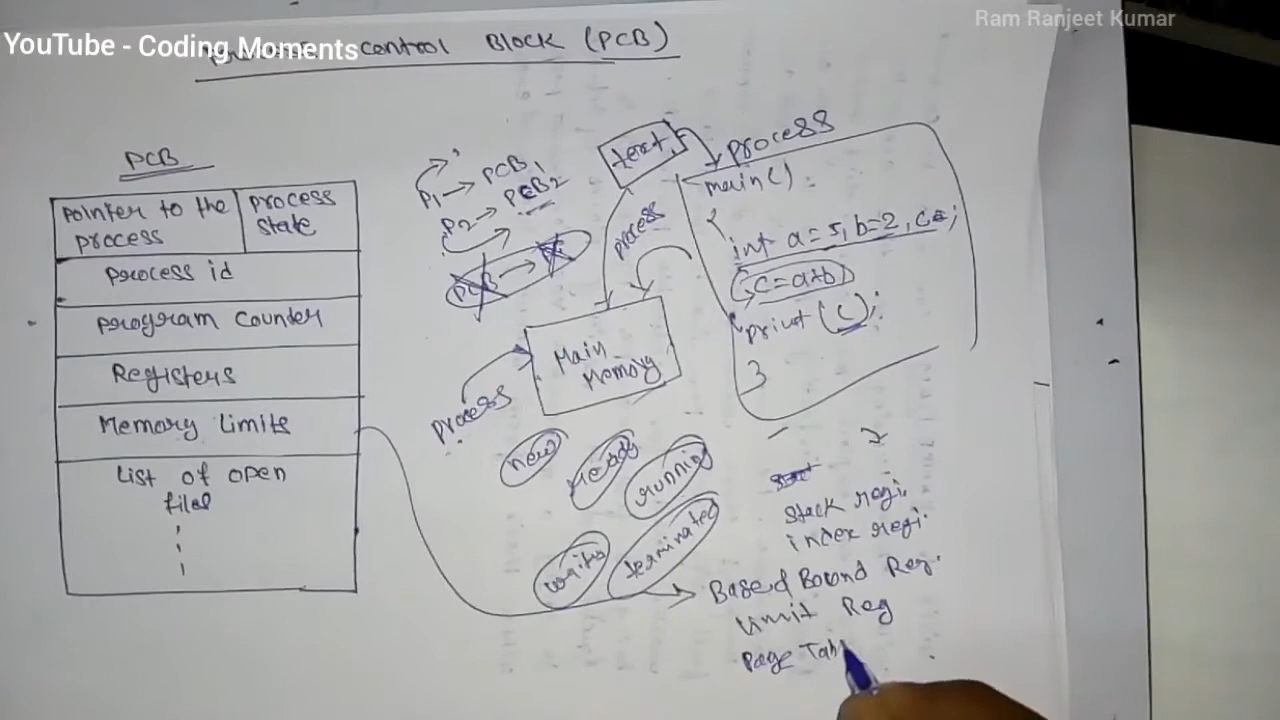 Ram Ranjeet Kumar
YouTube - Coding Moments
control Block (PCB)
PCB
Pointer to the process
process state
process id
program counter
Registers
Memory Limits
List of open
files
P1 → PCB1
P2 → PCB2
text
process
process
main()
{
int a = 5, b = 2, c
c = a+b
print (c);
}
Main Memory
process
new
ready
running
terminated
stack regi.
index regi.
Base & Bound Reg.
Limit Reg
Page Tab